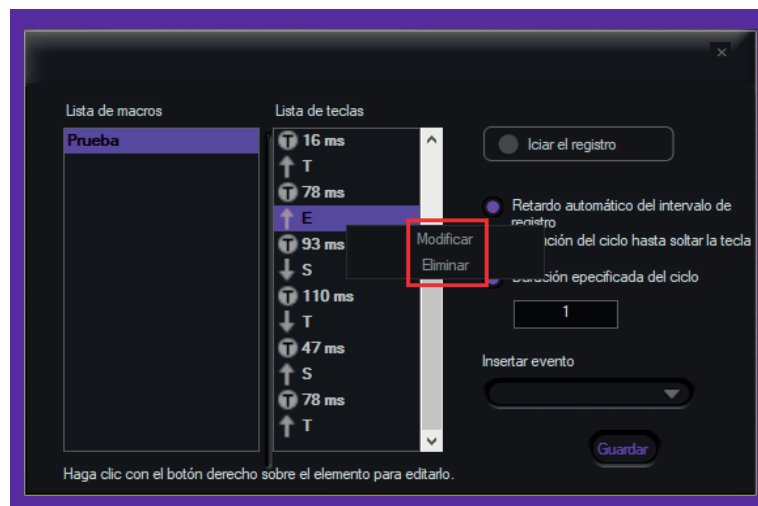 ×
Lista de macros
Lista de teclas
Prueba
T 16 ms
T
T 78 ms
E
T 93 ms
S
T 110 ms
T
T 47 ms
S
T 78 ms
T
Modificar
Eliminar
Iciar el registro
Retardo automático del intervalo de
registro
ución del ciclo hasta soltar la tecla
Duración epecificada del ciclo
1
Insertar evento
Guardar
Haga clic con el botón derecho sobre el elemento para editarlo.